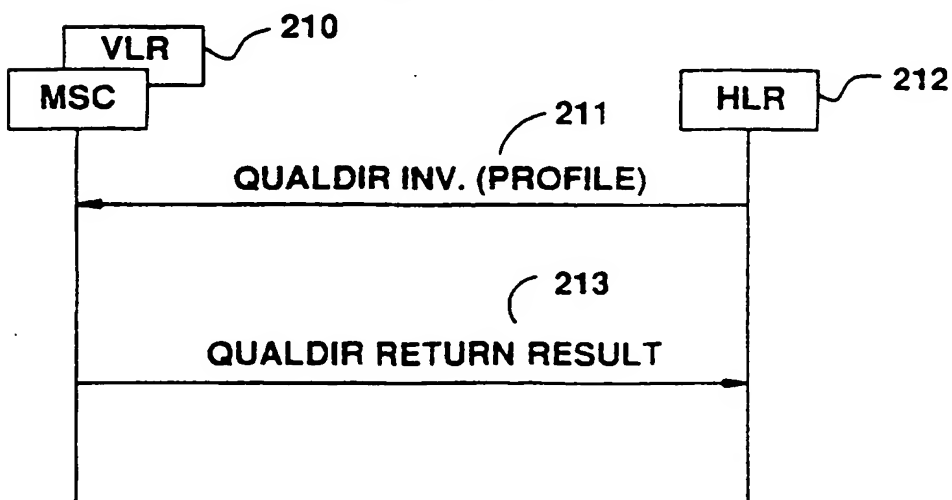 VLR
210
MSC
HLR
212
211
QUALDIR INV. (PROFILE)
213
QUALDIR RETURN RESULT